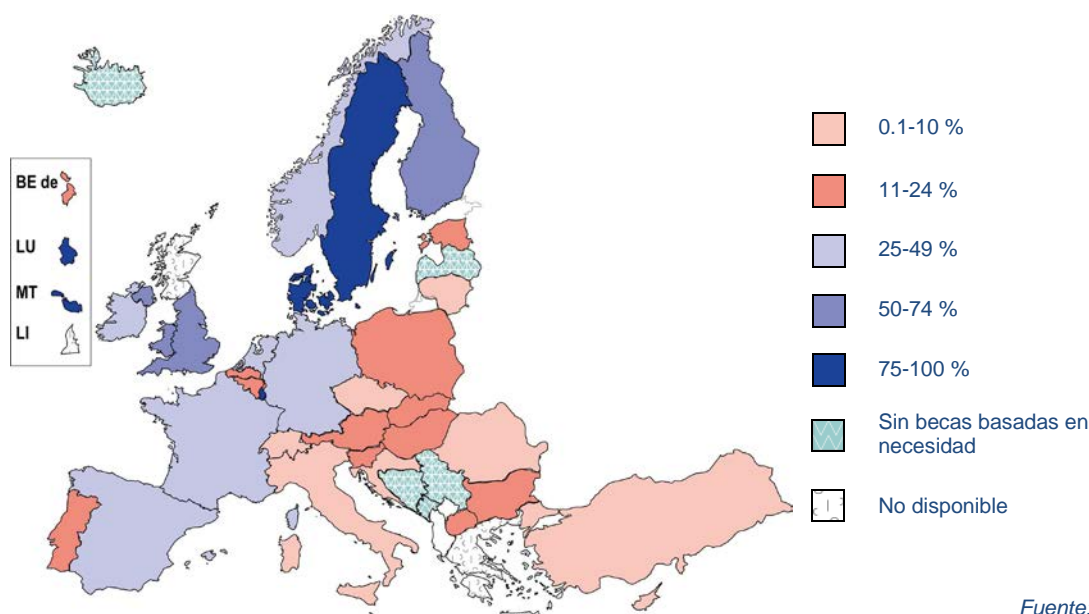 BE de
LU
MT
LI
0.1-10 %
11-24 %
25-49 %
50-74 %
75-100 %
Sin becas basadas en
necesidad
No disponible
Fuente.